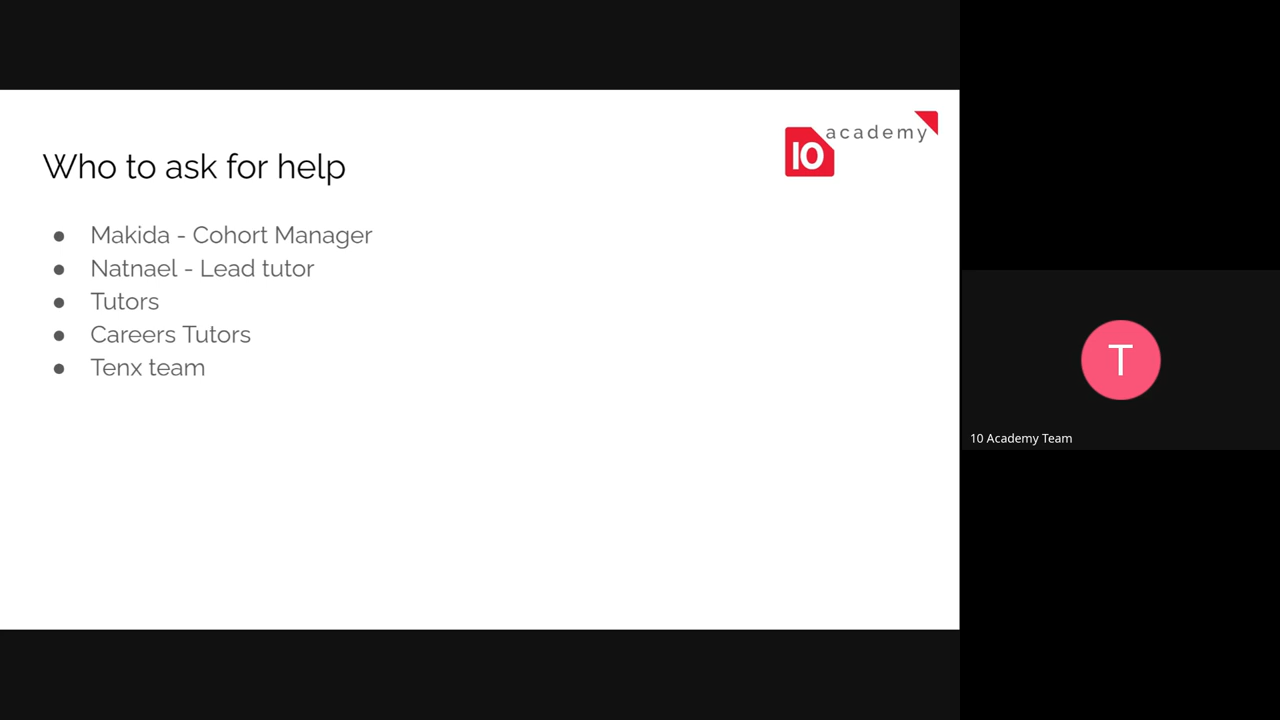 10 academy
Who to ask for help
● Makida - Cohort Manager
● Natnael - Lead tutor
● Tutors
● Careers Tutors
● Tenx team
T
10 Academy Team